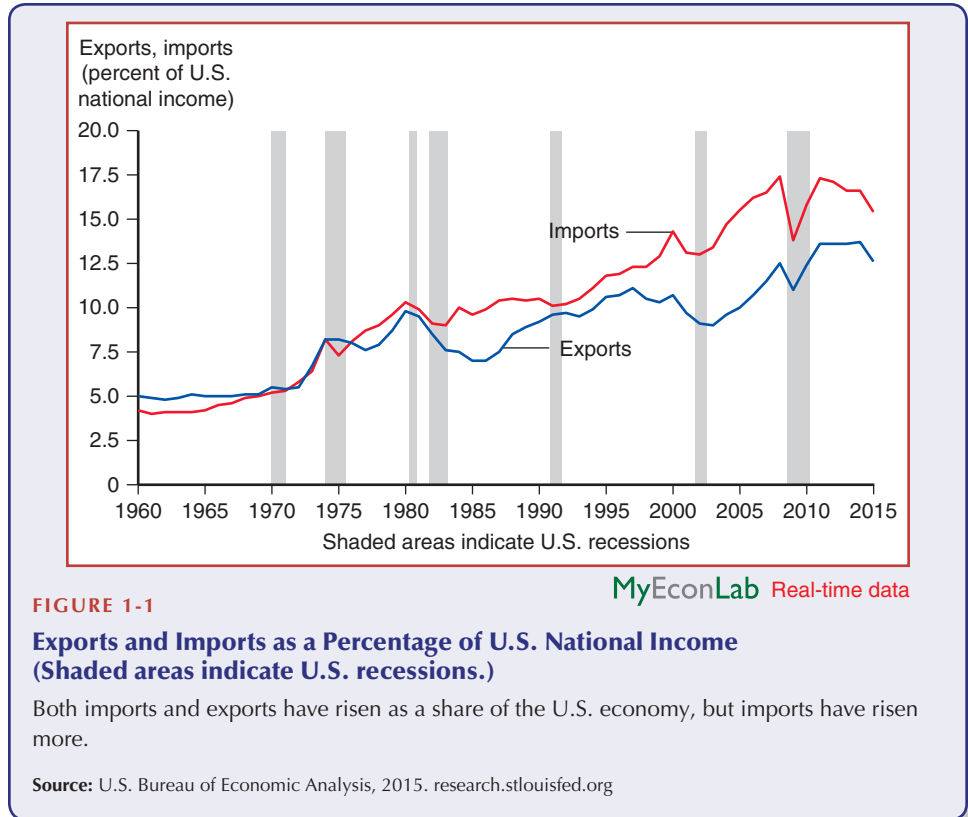 Exports, imports
(percent of U.S.
national income)
20.0
17.5
15.0
12.5
10.0
7.5
5.0
2.5
0
Imports
Exports
1960 1965 1970 1975 1980 1985 1990 1995 2000 2005 2010 2015
Shaded areas indicate U.S. recessions
MyEconLab Real-time data
FIGURE 1-1
Exports and Imports as a Percentage of U.S. National Income
(Shaded areas indicate U.S. recessions.)
Both imports and exports have risen as a share of the U.S. economy, but imports have risen
more.
Source: U.S. Bureau of Economic Analysis, 2015. research.stlouisfed.org